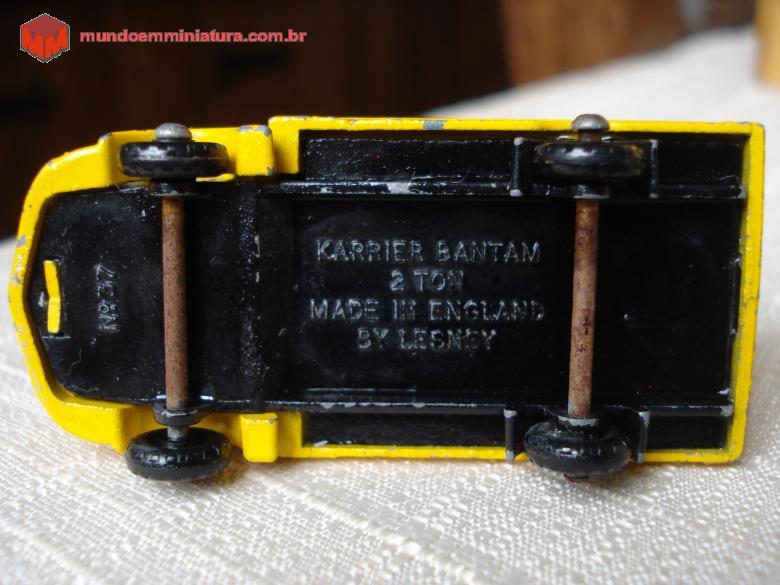 mundoemminiatura.com.br
KARRIER BANTAM
2 TON
MADE IN ENGLAND
BY LESNEY
Nº 37